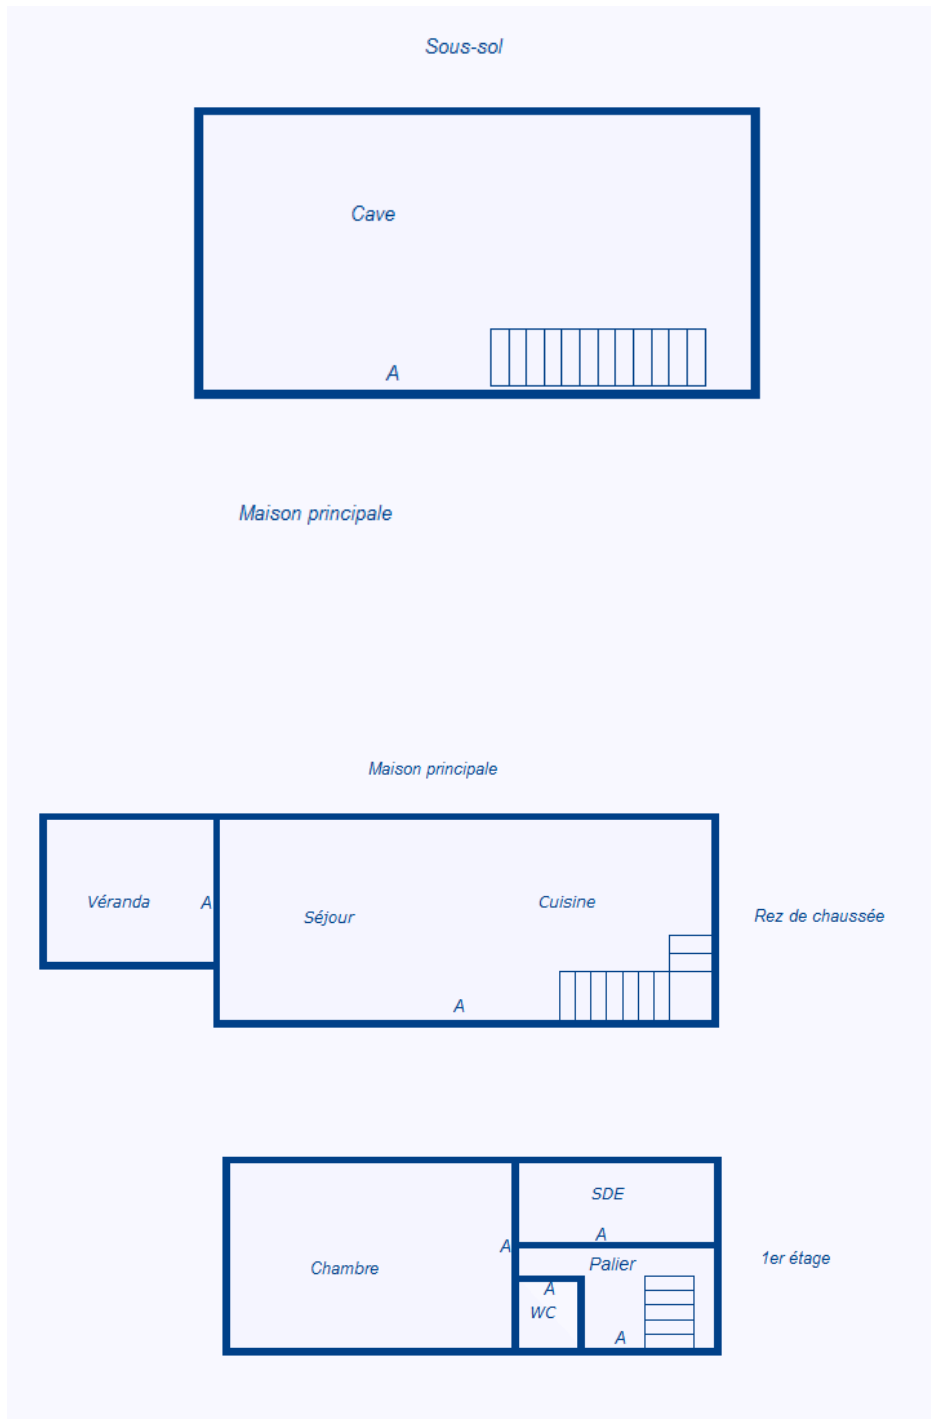 Sous-sol
Cave
A
Maison principale
Maison principale
Véranda
A
Séjour
Cuisine
Rez de chaussée
A
SDE
A
A
Palier
1er étage
Chambre
A
WC
A